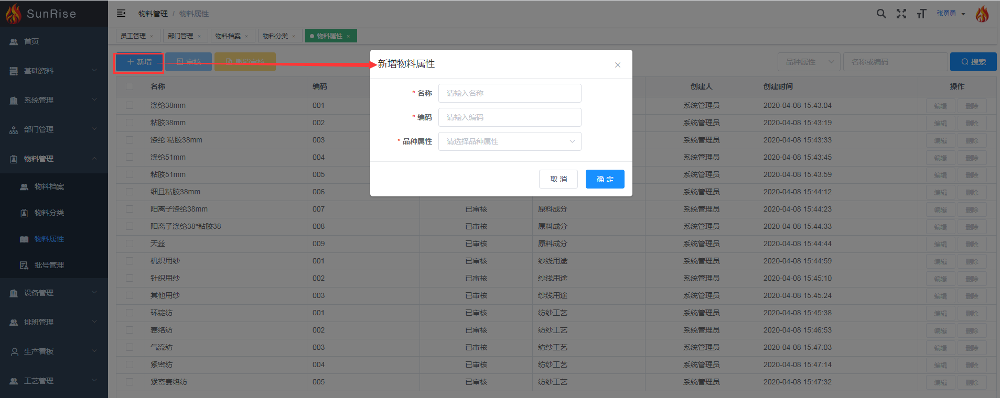 SunRise
物料管理 / 物料属性
张勇勇
员工管理 ×
部门管理 ×
物料档案 ×
物料分类 ×
物料属性 ×
首页
基础资料
系统管理
部门管理
物料管理
物料档案
物料分类
物料属性
批号管理
设备管理
排班管理
生产看板
工艺管理
新增
审核
撤销审核
品种属性
名称或编码
搜索
新增物料属性
* 名称 请输入名称
* 编码 请输入编码
* 品种属性 请选择品种属性
取 消
确 定
名称 编码 创建人 创建时间 操作
涤纶38mm 001 系统管理员 2020-04-08 15:43:04 编辑 删除
粘胶38mm 002 系统管理员 2020-04-08 15:43:19 编辑 删除
涤纶 粘胶38mm 003 系统管理员 2020-04-08 15:43:33 编辑 删除
涤纶51mm 004 系统管理员 2020-04-08 15:43:45 编辑 删除
粘胶51mm 005 系统管理员 2020-04-08 15:43:59 编辑 删除
细旦粘胶38mm 006 系统管理员 2020-04-08 15:44:12 编辑 删除
阳离子涤纶38mm 007 已审核 原料成分 系统管理员 2020-04-08 15:44:23 编辑 删除
阳离子涤纶38*粘胶38 008 已审核 原料成分 系统管理员 2020-04-08 15:44:33 编辑 删除
天丝 009 已审核 原料成分 系统管理员 2020-04-08 15:44:44 编辑 删除
机织用纱 001 已审核 纱线用途 系统管理员 2020-04-08 15:44:59 编辑 删除
针织用纱 002 已审核 纱线用途 系统管理员 2020-04-08 15:45:10 编辑 删除
其他用纱 003 已审核 纱线用途 系统管理员 2020-04-08 15:45:24 编辑 删除
环锭纺 001 已审核 纺纱工艺 系统管理员 2020-04-08 15:45:38 编辑 删除
赛络纺 002 已审核 纺纱工艺 系统管理员 2020-04-08 15:46:53 编辑 删除
气流纺 003 已审核 纺纱工艺 系统管理员 2020-04-08 15:47:03 编辑 删除
紧密纺 004 已审核 纺纱工艺 系统管理员 2020-04-08 15:47:14 编辑 删除
紧密赛络纺 005 已审核 纺纱工艺 系统管理员 2020-04-08 15:47:32 编辑 删除